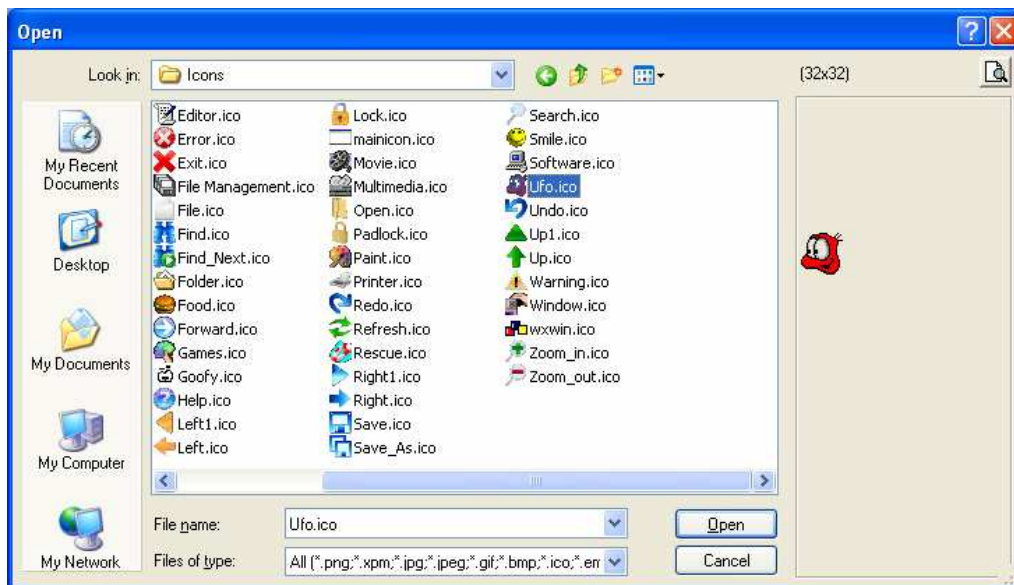 Open
Look in:
Icons
(32x32)
My Recent
Documents
Desktop
My Documents
My Computer
My Network
Editor.ico
Error.ico
Exit.ico
File Management.ico
File.ico
Find.ico
Find_Next.ico
Folder.ico
Food.ico
Forward.ico
Games.ico
Goofy.ico
Help.ico
Left1.ico
Left.ico
Lock.ico
mainicon.ico
Movie.ico
Multimedia.ico
Open.ico
Padlock.ico
Paint.ico
Printer.ico
Redo.ico
Refresh.ico
Rescue.ico
Right1.ico
Right.ico
Save.ico
Save_As.ico
Search.ico
Smile.ico
Software.ico
Ufo.ico
Undo.ico
Up1.ico
Up.ico
Warning.ico
Window.ico
wxwin.ico
Zoom_in.ico
Zoom_out.ico
File name:
Ufo.ico
Open
Files of type:
All (*.png;*.xpm;*.jpg;*.jpeg;*.gif;*.bmp;*.ico;*.em
Cancel